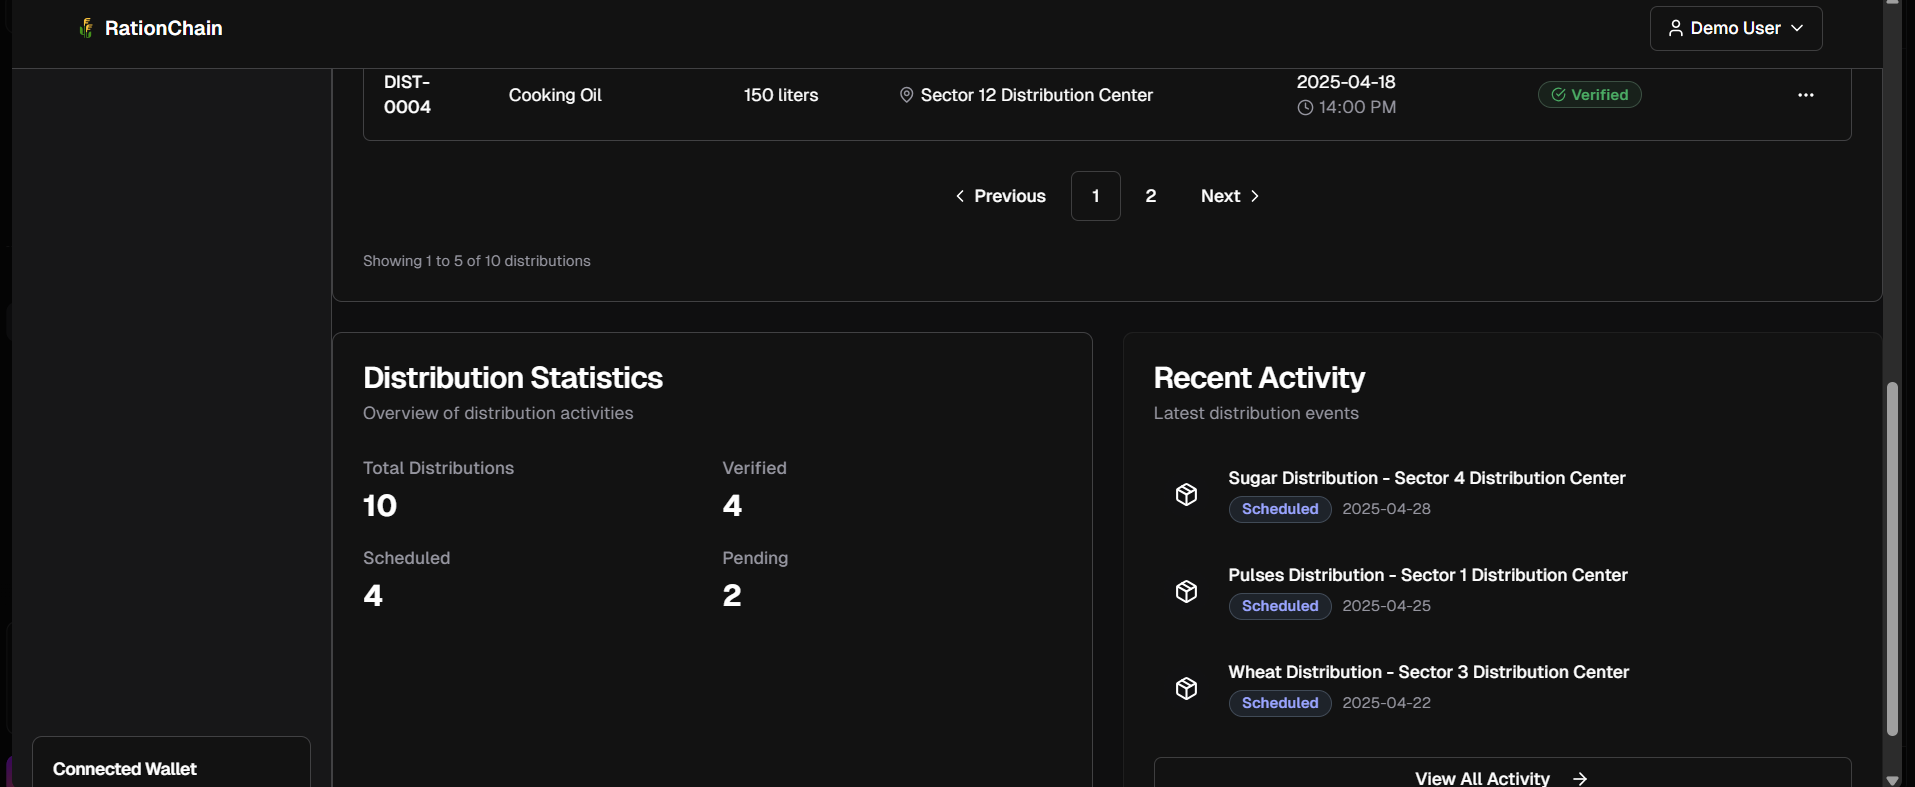 RationChain
Demo User
DIST-
0004
Cooking Oil
150 liters
Sector 12 Distribution Center
2025-04-18
14:00 PM
Verified
Previous
1
2
Next
Showing 1 to 5 of 10 distributions
Distribution Statistics
Overview of distribution activities
Total Distributions
10
Verified
4
Scheduled
4
Pending
2
Recent Activity
Latest distribution events
Sugar Distribution - Sector 4 Distribution Center
Scheduled 2025-04-28
Pulses Distribution - Sector 1 Distribution Center
Scheduled 2025-04-25
Wheat Distribution - Sector 3 Distribution Center
Scheduled 2025-04-22
View All Activity
Connected Wallet